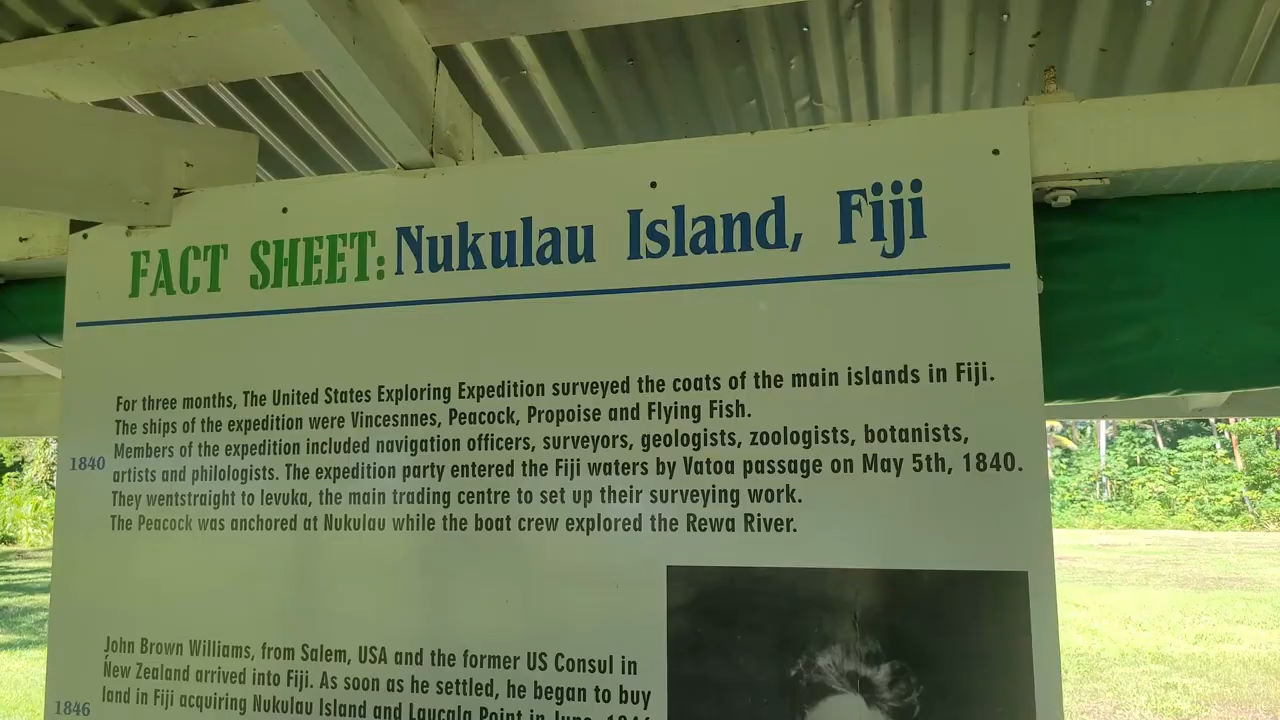 FACT SHEET: Nukulau Island, Fiji
For three months, The United States Exploring Expedition surveyed the coats of the main islands in Fiji.
The ships of the expedition were Vincesnnes, Peacock, Propoise and Flying Fish.
Members of the expedition included navigation officers, surveyors, geologists, zoologists, botanists,
1840
artists and philologists. The expedition party entered the Fiji waters by Vatoa passage on May 5th, 1840.
They wentstraight to levuka, the main trading centre to set up their surveying work.
The Peacock was anchored at Nukulau while the boat crew explored the Rewa River.
John Brown Williams, from Salem, USA and the former US Consul in
New Zealand arrived into Fiji. As soon as he settled, he began to buy
1846
land in Fiji acquiring Nukulau Island and Laucala Point in June, 1846